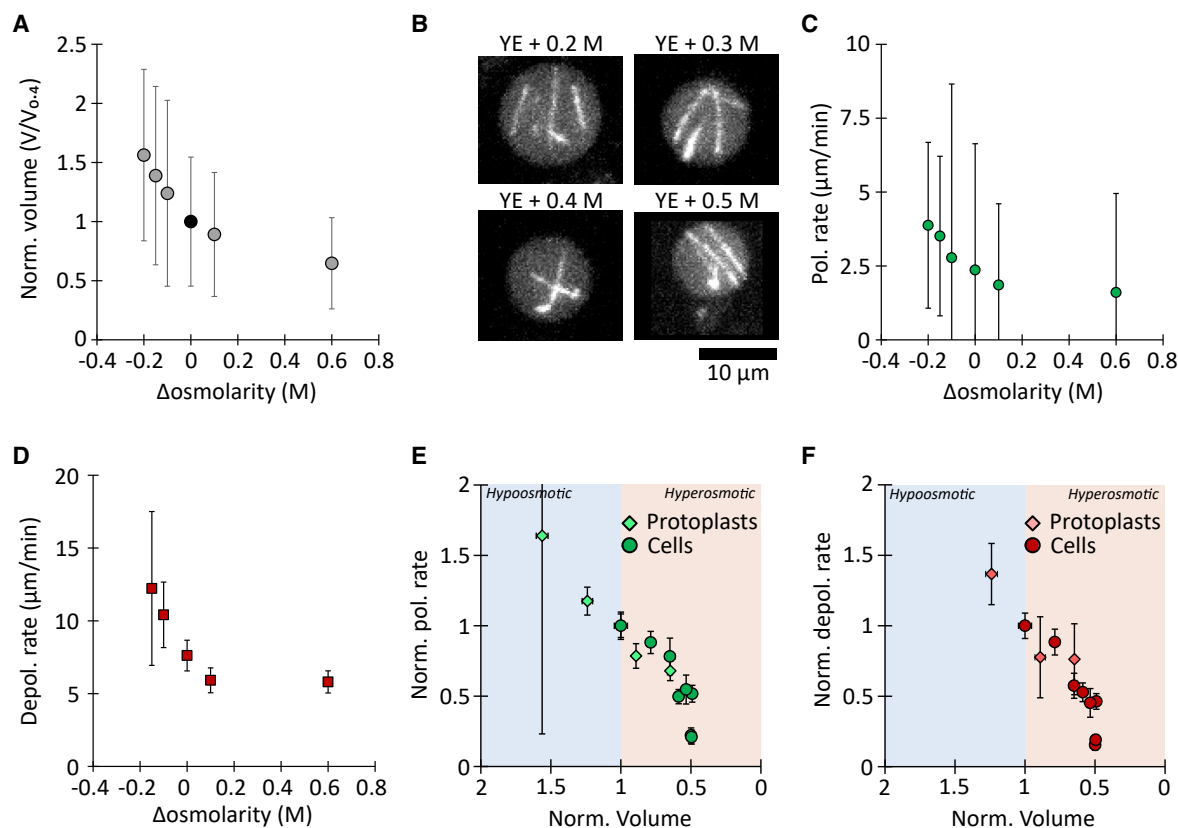 A
Norm. volume (V/V₀.₄)
2.5
2
1.5
1
0.5
0
-0.4 -0.2 0 0.2 0.4 0.6 0.8
Δosmolarity (M)
B
YE + 0.2 M
YE + 0.3 M
YE + 0.4 M
YE + 0.5 M
10 µm
C
Pol. rate (µm/min)
10
7.5
5
2.5
0
-0.4 -0.2 0 0.2 0.4 0.6 0.8
Δosmolarity (M)
D
Depol. rate (µm/min)
20
15
10
5
0
-0.4 -0.2 0 0.2 0.4 0.6 0.8
Δosmolarity (M)
E
Norm. pol. rate
2
1.5
1
0.5
0
Hypoosmotic
Hyperosmotic
Protoplasts
Cells
2 1.5 1 0.5 0
Norm. Volume
F
Norm. depol. rate
2
1.5
1
0.5
0
Hypoosmotic
Hyperosmotic
Protoplasts
Cells
2 1.5 1 0.5 0
Norm. Volume